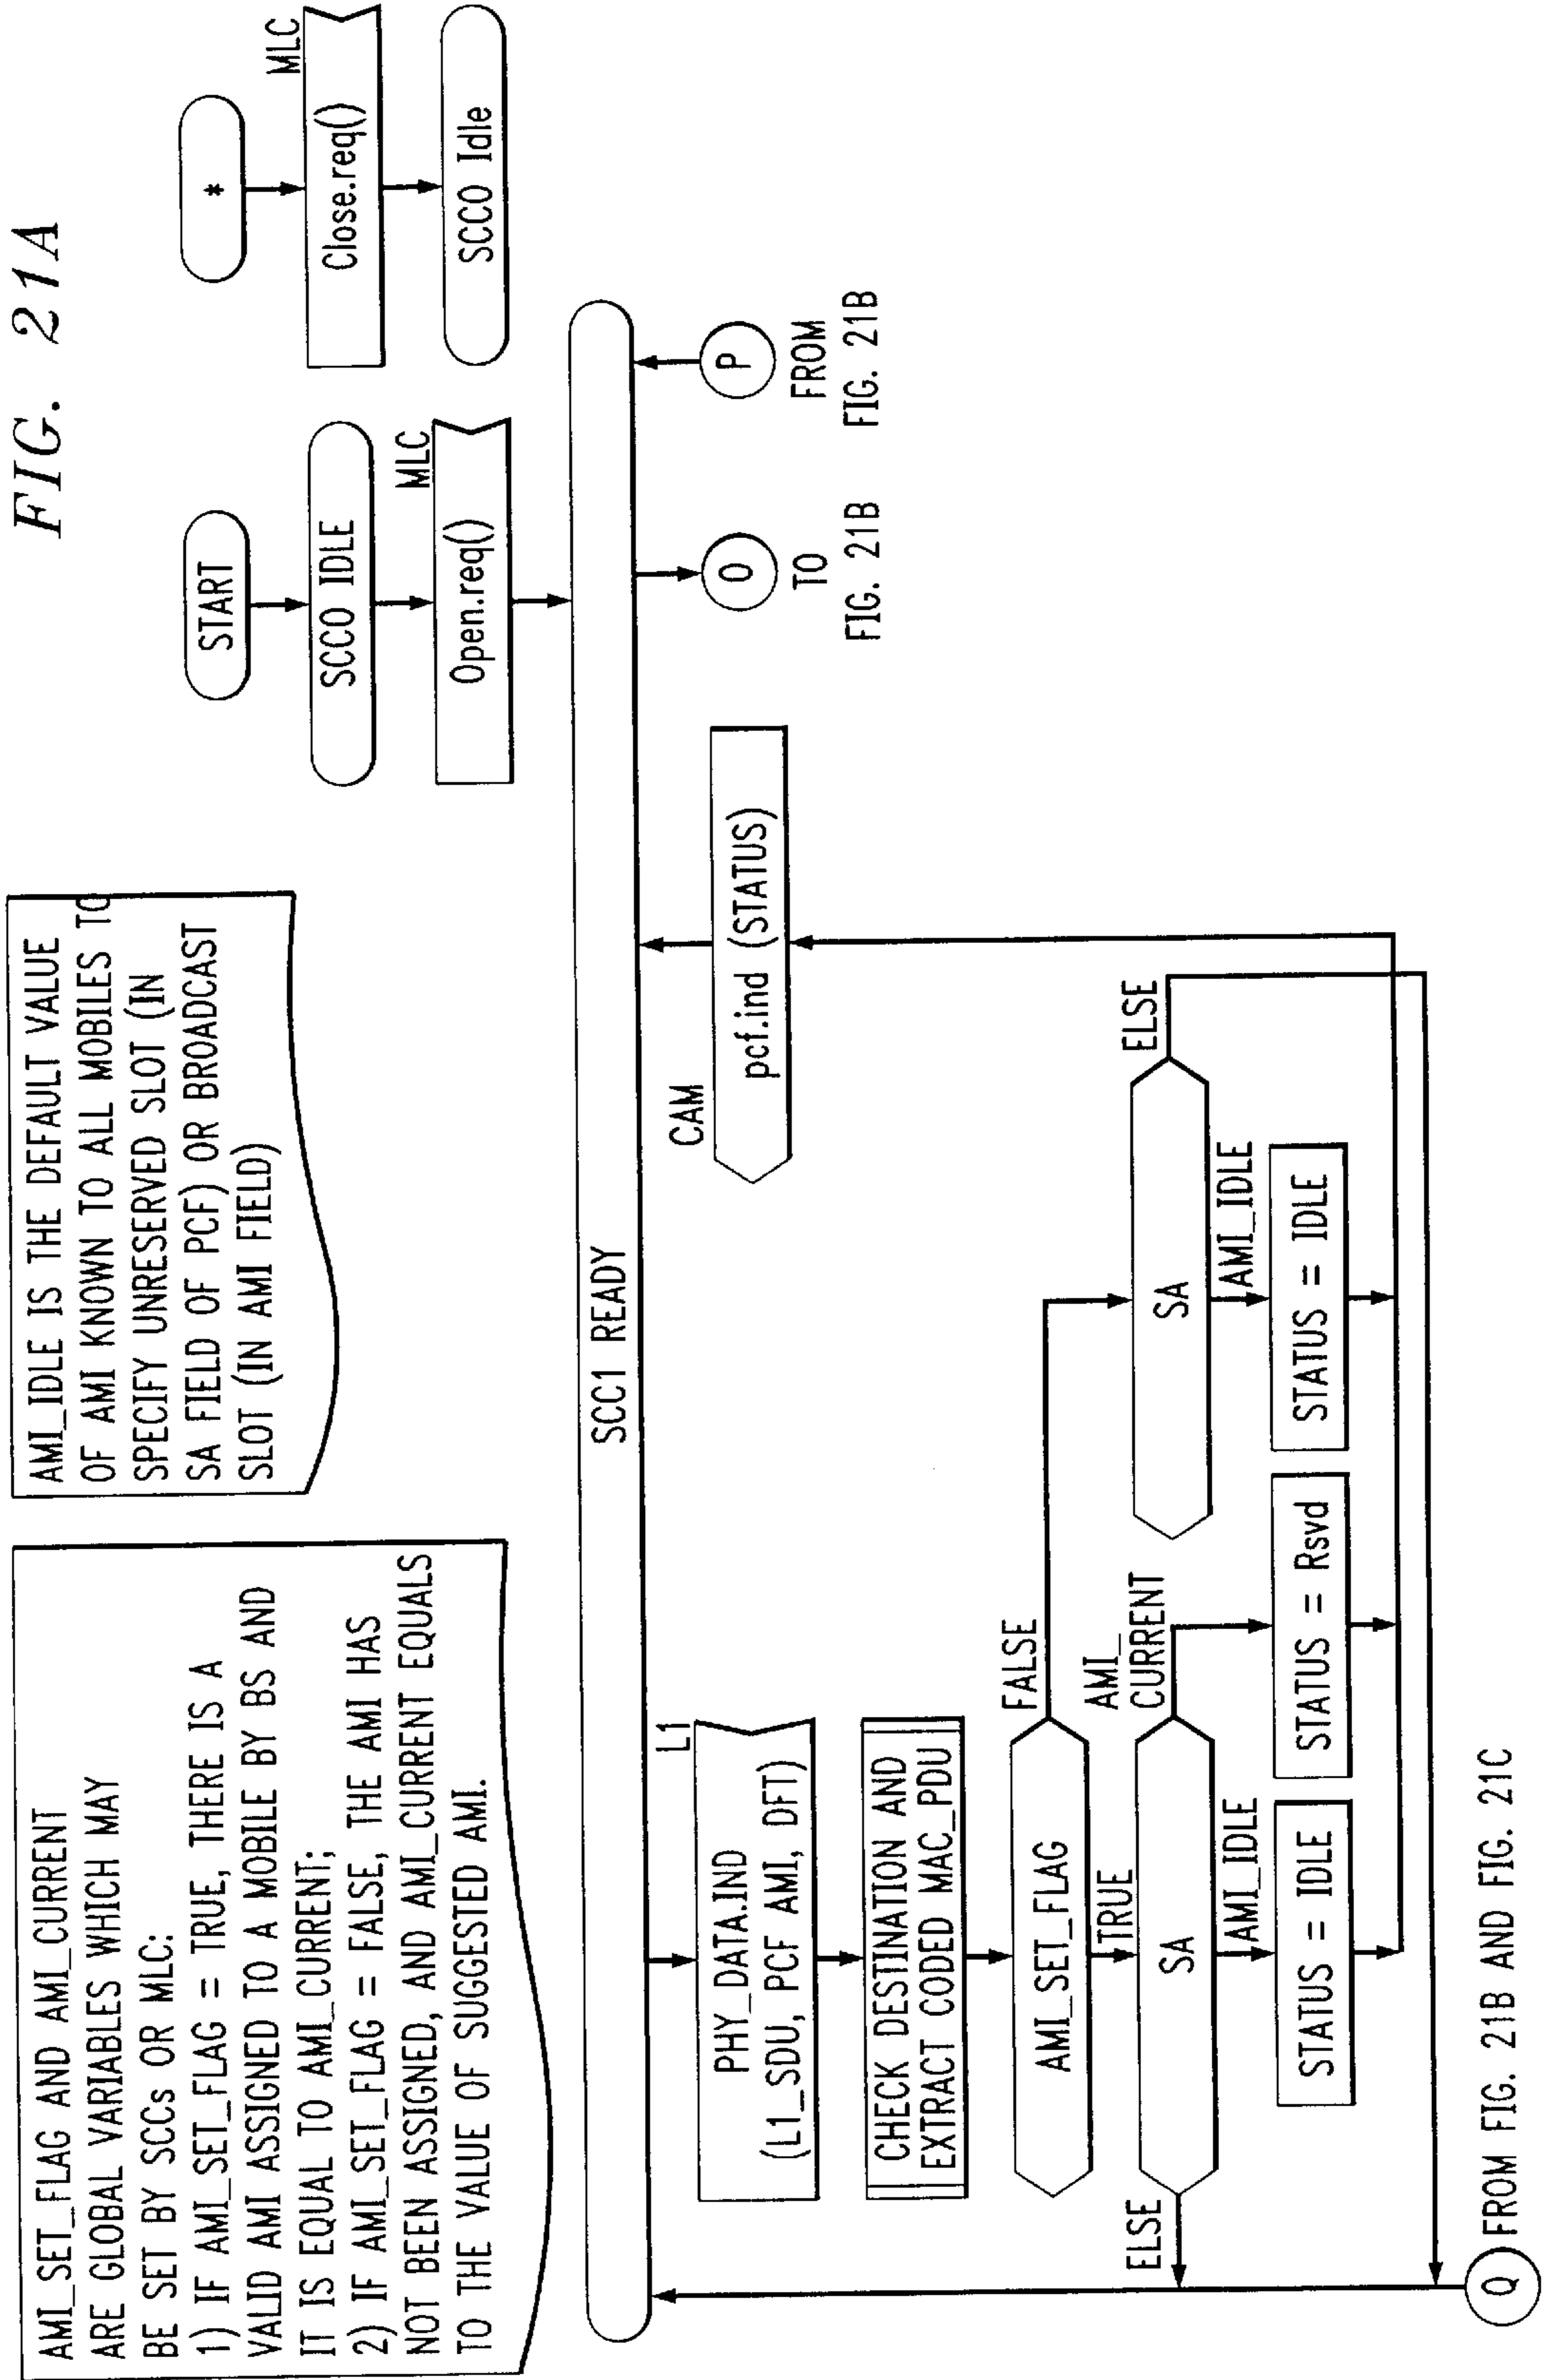 FIG. 21A
AMI_SET_FLAG AND AMI_CURRENT
ARE GLOBAL VARIABLES WHICH MAY
BE SET BY SCCs OR MLC:
1) IF AMI_SET_FLAG = TRUE, THERE IS A
VALID AMI ASSIGNED TO A MOBILE BY BS AND
IT IS EQUAL TO AMI_CURRENT;
2) IF AMI_SET_FLAG = FALSE, THE AMI HAS
NOT BEEN ASSIGNED, AND AMI_CURRENT EQUALS
TO THE VALUE OF SUGGESTED AMI.
AMI_IDLE IS THE DEFAULT VALUE
OF AMI KNOWN TO ALL MOBILES TO
SPECIFY UNRESERVED SLOT (IN
SA FIELD OF PCF) OR BROADCAST
SLOT (IN AMI FIELD)
START
SCCO IDLE
MLC
Open.req()
*
MLC
Close.req()
SCCO Idle
SCC1 READY
L1
PHY_DATA.IND
(L1_SDU, PCF AMI, DFT)
CHECK DESTINATION AND
EXTRACT CODED MAC_PDU
AMI_SET_FLAG
FALSE
TRUE
SA
AMI_
CURRENT
ELSE
AMI_IDLE
STATUS = IDLE
STATUS = Rsvd
SA
ELSE
AMI_IDLE
STATUS = IDLE
CAM
pcf.ind (STATUS)
O
TO
FIG. 21B
P
FROM
FIG. 21B
Q FROM FIG. 21B AND FIG. 21C